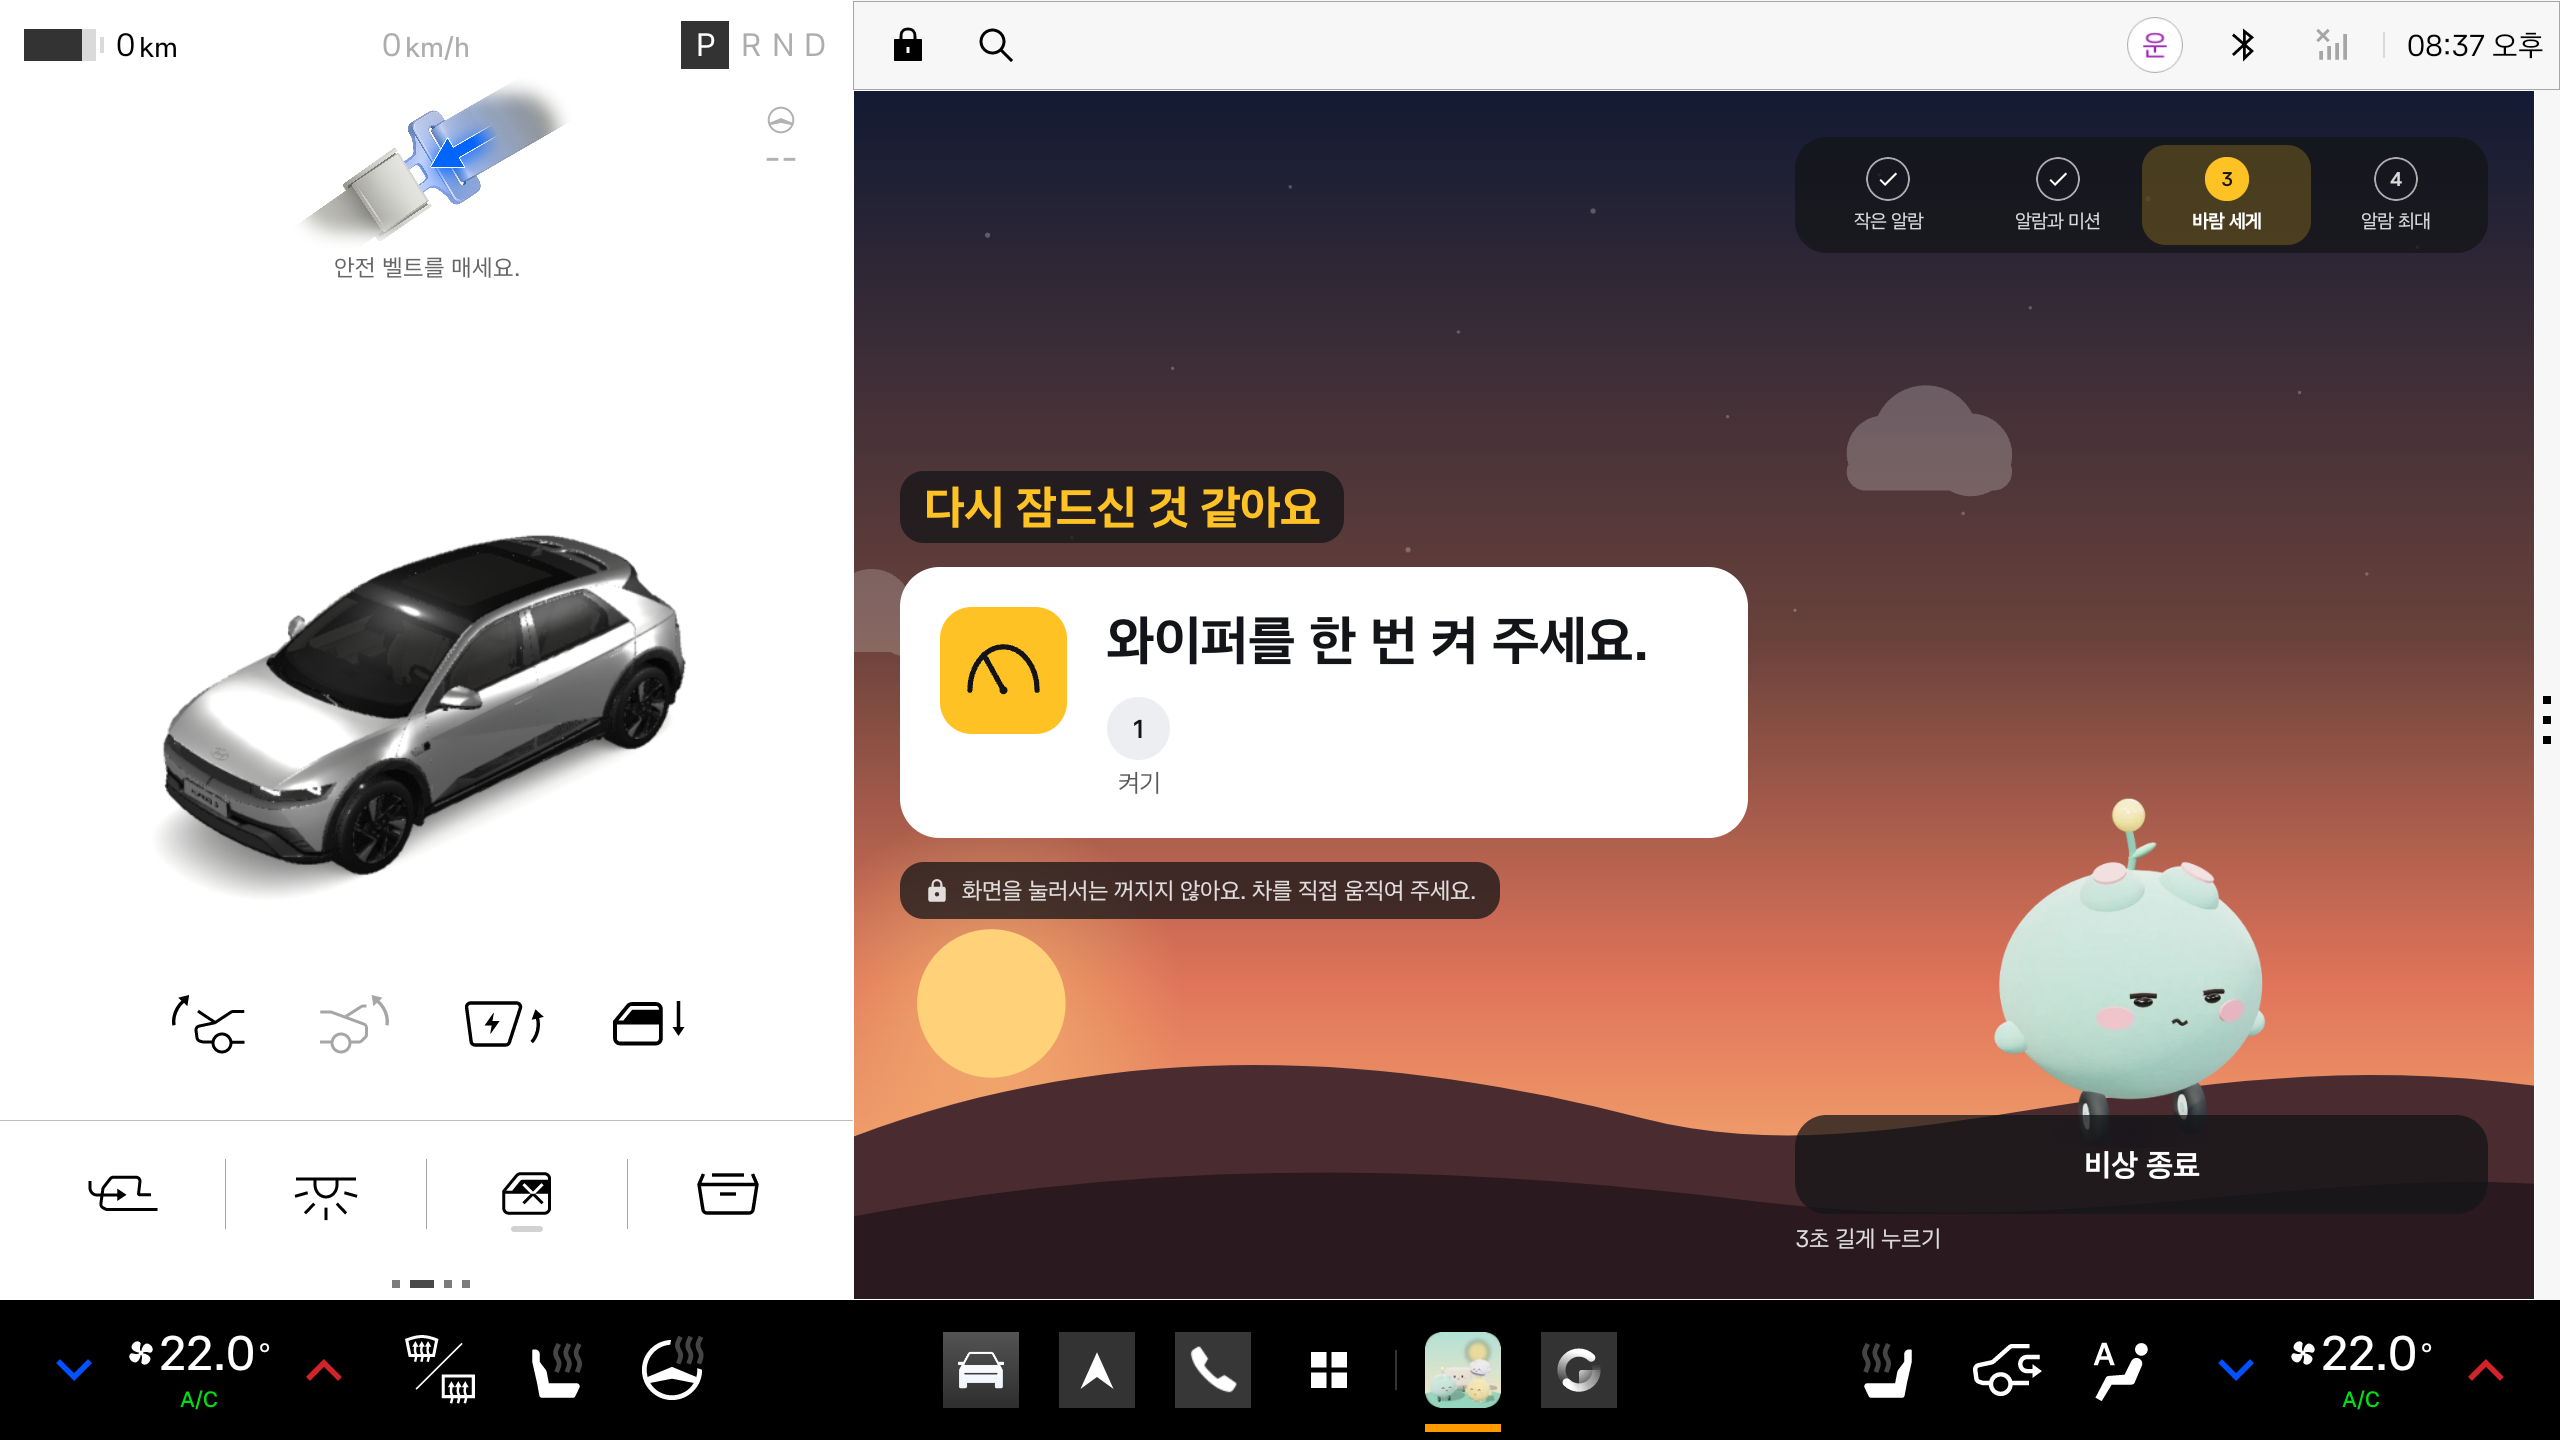 0 km
0 km/h
P R N D
운
08:37 오후
안전 벨트를 매세요.
작은 알람
알람과 미션
3
바람 세게
4
알람 최대
다시 잠드신 것 같아요
와이퍼를 한 번 켜 주세요.
1
켜기
화면을 눌러서는 꺼지지 않아요. 차를 직접 움직여 주세요.
비상 종료
3초 길게 누르기
22.0°
A/C
A
22.0°
A/C